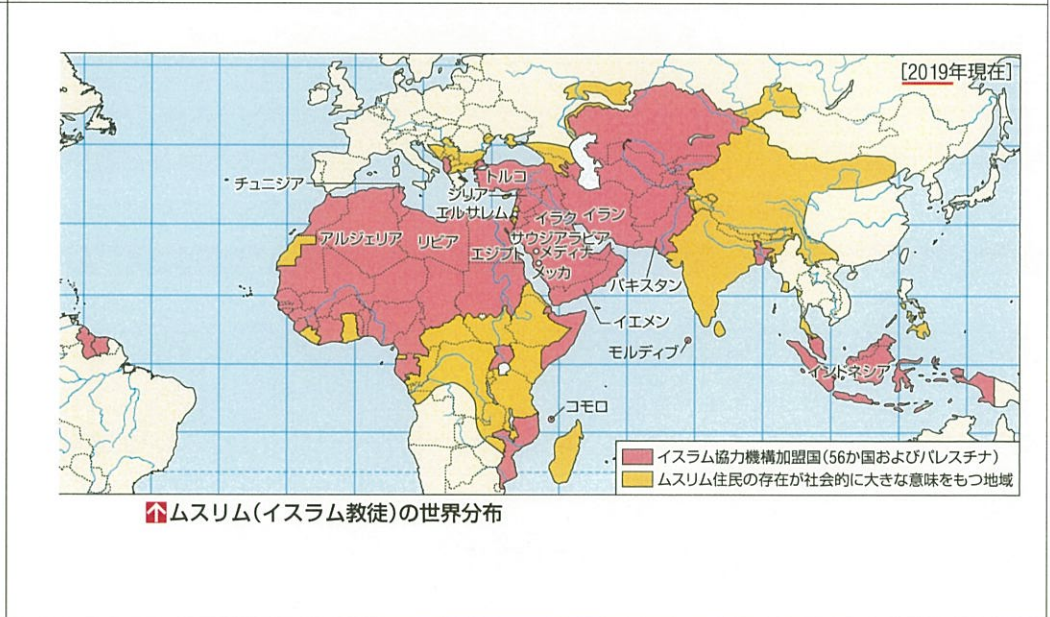 [2019年現在]
チュニジア
トルコ
シリア
エルサレム
イラク
イラン
アルジェリア
リビア
エジプト
サウジアラビア
メディナ
メッカ
パキスタン
イエメン
モルディブ
インドネシア
コモロ
イスラム協力機構加盟国(56か国およびパレスチナ)
ムスリム住民の存在が社会的に大きな意味をもつ地域
ムスリム(イスラム教徒)の世界分布